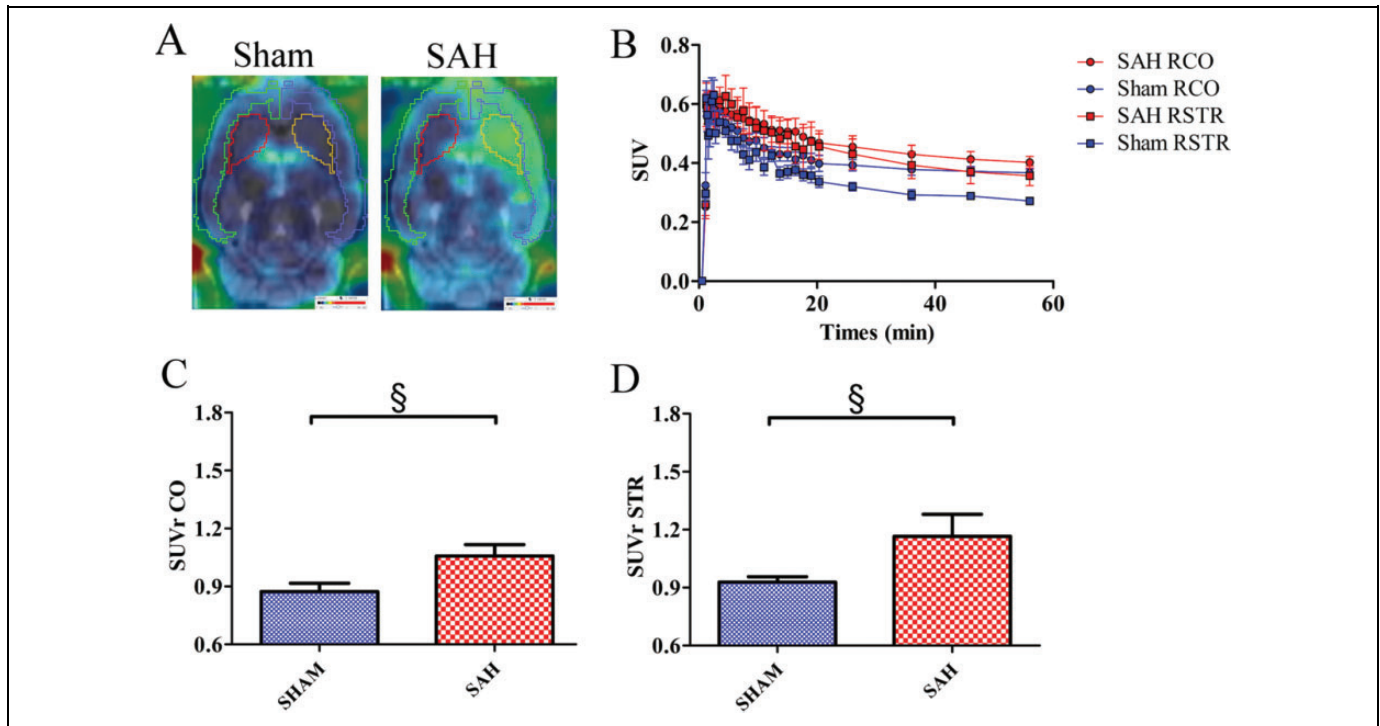 A
Sham
SAH
B
0.8
0.6
0.4
0.2
0.0
SUV
0
20
40
60
Times (min)
SAH RCO
Sham RCO
SAH RSTR
Sham RSTR
C
§
1.8
1.5
1.2
0.9
0.6
SUVr CO
SHAM
SAH
D
§
1.8
1.5
1.2
0.9
0.6
SUVr STR
SHAM
SAH